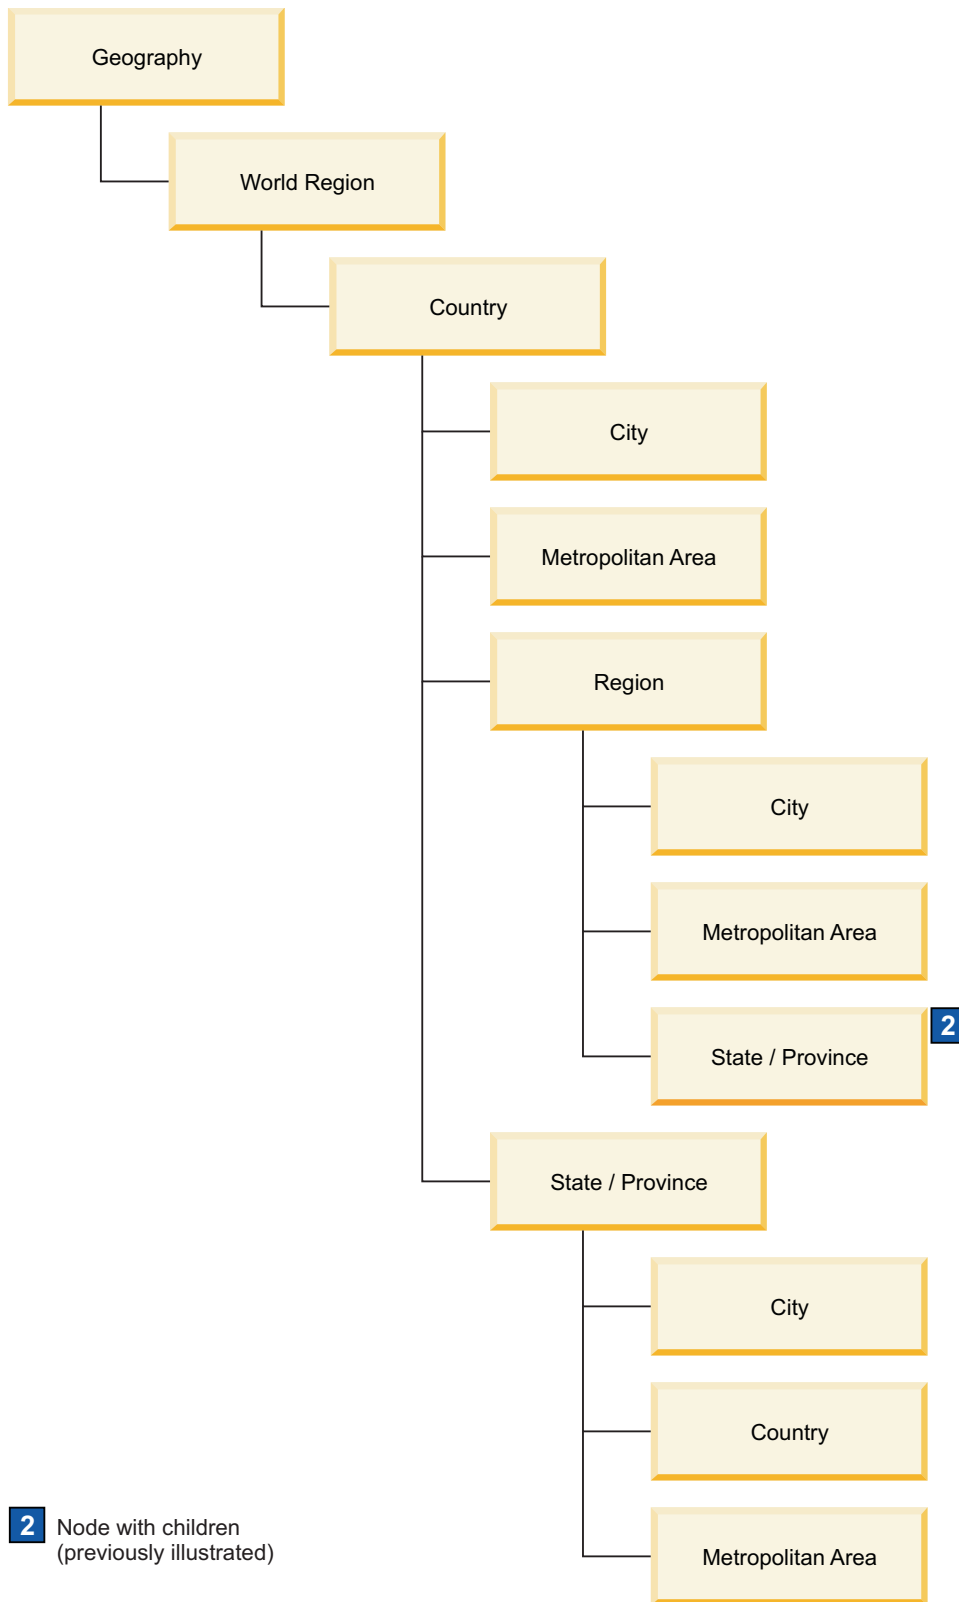 Geography
World Region
Country
City
Metropolitan Area
Region
City
Metropolitan Area
2
State / Province
State / Province
City
Country
Metropolitan Area
2 Node with children
(previously illustrated)